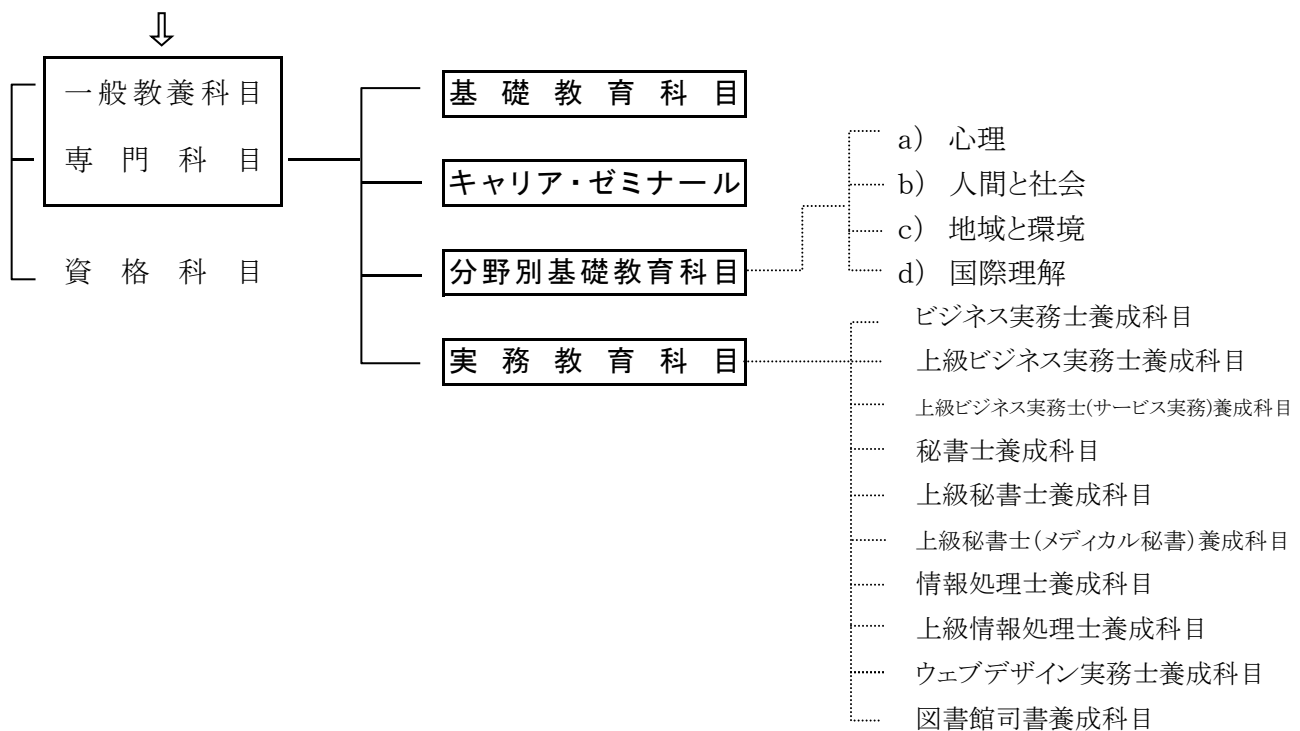 ⇩
一般教養科目
専門科目
資格科目
基礎教育科目
キャリア・ゼミナール
分野別基礎教育科目
実務教育科目
a) 心理
b) 人間と社会
c) 地域と環境
d) 国際理解
ビジネス実務士養成科目
上級ビジネス実務士養成科目
上級ビジネス実務士(サービス実務)養成科目
秘書士養成科目
上級秘書士養成科目
上級秘書士(メディカル秘書)養成科目
情報処理士養成科目
上級情報処理士養成科目
ウェブデザイン実務士養成科目
図書館司書養成科目